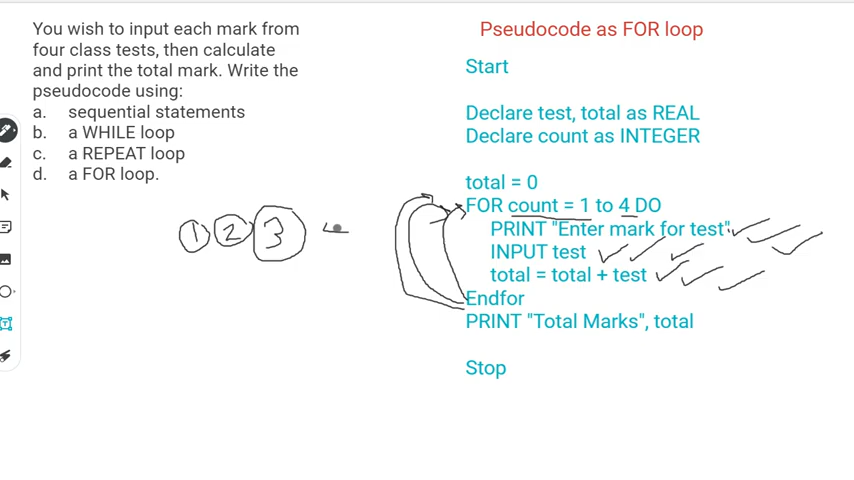 You wish to input each mark from
four class tests, then calculate
and print the total mark. Write the
pseudocode using:
a. sequential statements
b. a WHILE loop
c. a REPEAT loop
d. a FOR loop.
1 2 3
Pseudocode as FOR loop
Start
Declare test, total as REAL
Declare count as INTEGER
total = 0
FOR count = 1 to 4 DO
PRINT "Enter mark for test"
INPUT test
total = total + test
Endfor
PRINT "Total Marks", total
Stop